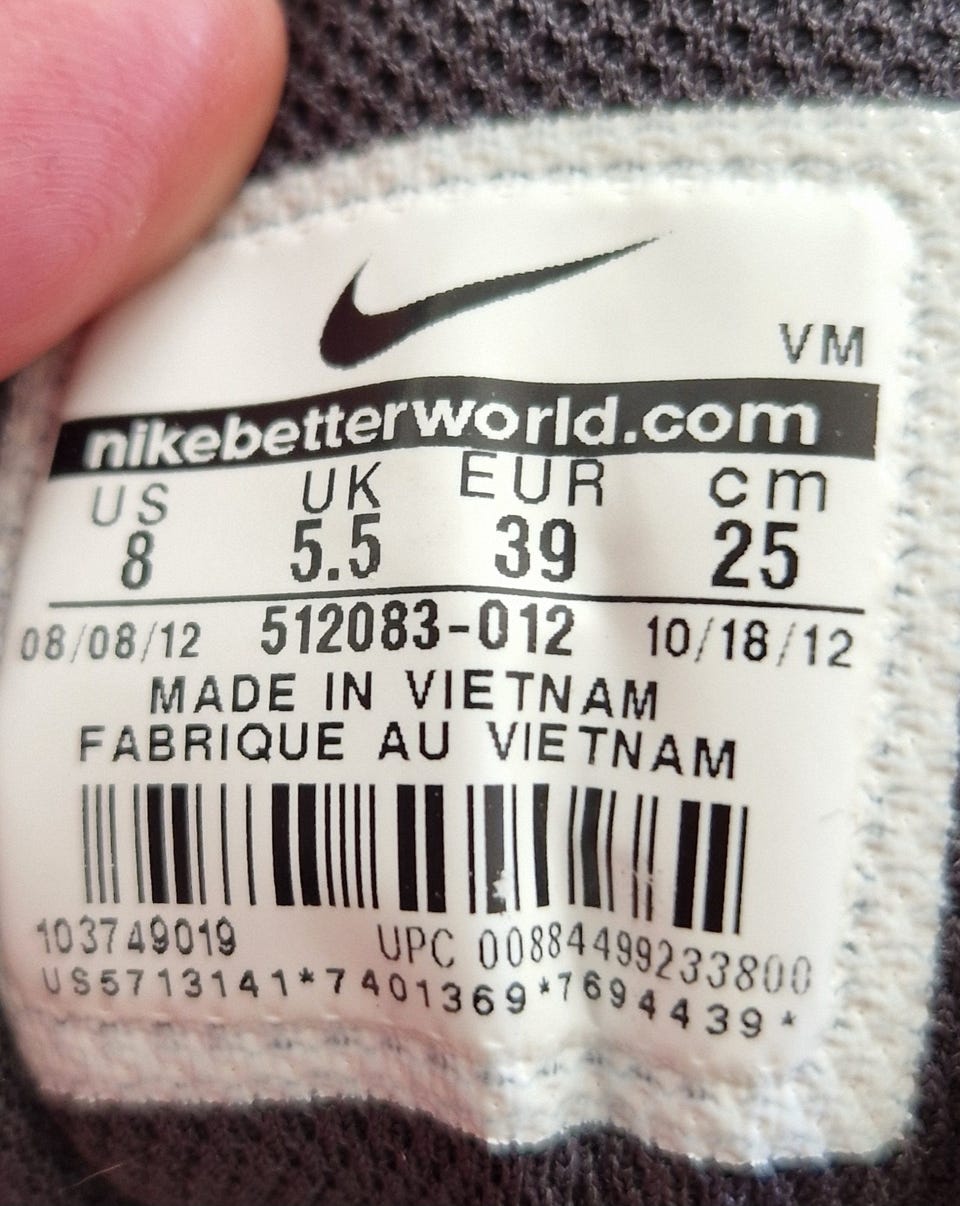 VM
nikebetterworld.com
US UK EUR cm
8 5.5 39 25
08/08/12 512083-012 10/18/12
MADE IN VIETNAM
FABRIQUE AU VIETNAM
103749019 UPC 00884499233800
US5713141*7401369*7694439*